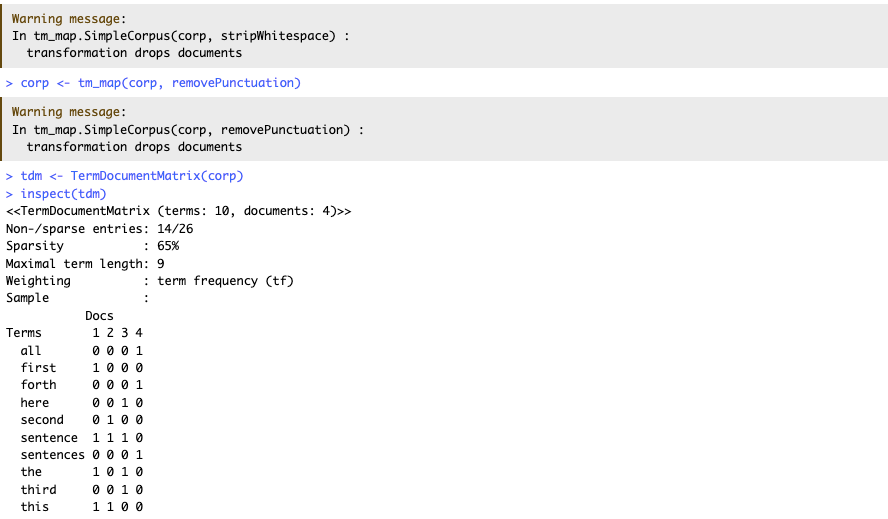 Warning message:
In tm_map.SimpleCorpus(corp, stripWhitespace) :
  transformation drops documents
> corp <- tm_map(corp, removePunctuation)
Warning message:
In tm_map.SimpleCorpus(corp, removePunctuation) :
  transformation drops documents
> tdm <- TermDocumentMatrix(corp)
> inspect(tdm)
<<TermDocumentMatrix (terms: 10, documents: 4)>>
Non-/sparse entries: 14/26
Sparsity           : 65%
Maximal term length: 9
Weighting          : term frequency (tf)
Sample             :
           Docs
Terms       1 2 3 4
  all       0 0 0 1
  first     1 0 0 0
  forth     0 0 0 1
  here      0 0 1 0
  second    0 1 0 0
  sentence  1 1 1 0
  sentences 0 0 0 1
  the       1 0 1 0
  third     0 0 1 0
  this      1 1 0 0